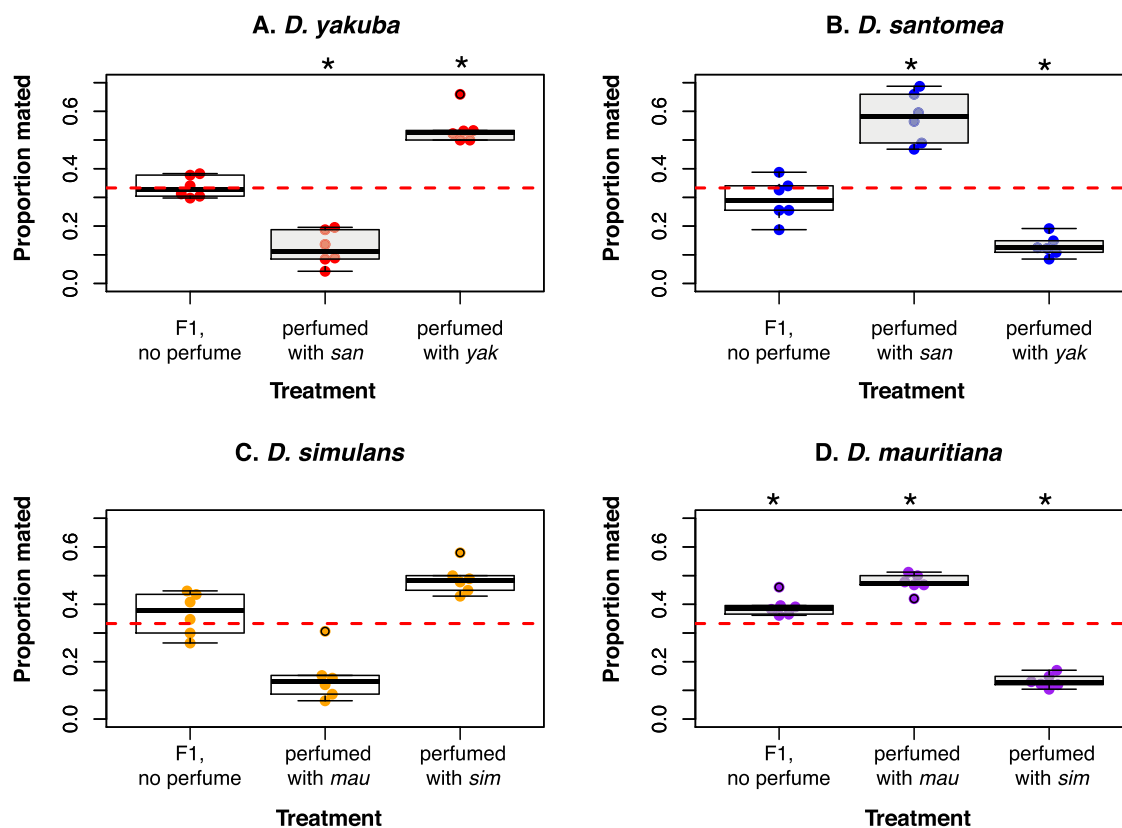 A. D. yakuba
* *
Proportion mated
0.6
0.4
0.2
0.0
F1,
no perfume
perfumed
with san
perfumed
with yak
Treatment
B. D. santomea
* *
Proportion mated
0.6
0.4
0.2
0.0
F1,
no perfume
perfumed
with san
perfumed
with yak
Treatment
C. D. simulans
Proportion mated
0.6
0.4
0.2
0.0
F1,
no perfume
perfumed
with mau
perfumed
with sim
Treatment
D. D. mauritiana
* * *
Proportion mated
0.6
0.4
0.2
0.0
F1,
no perfume
perfumed
with mau
perfumed
with sim
Treatment